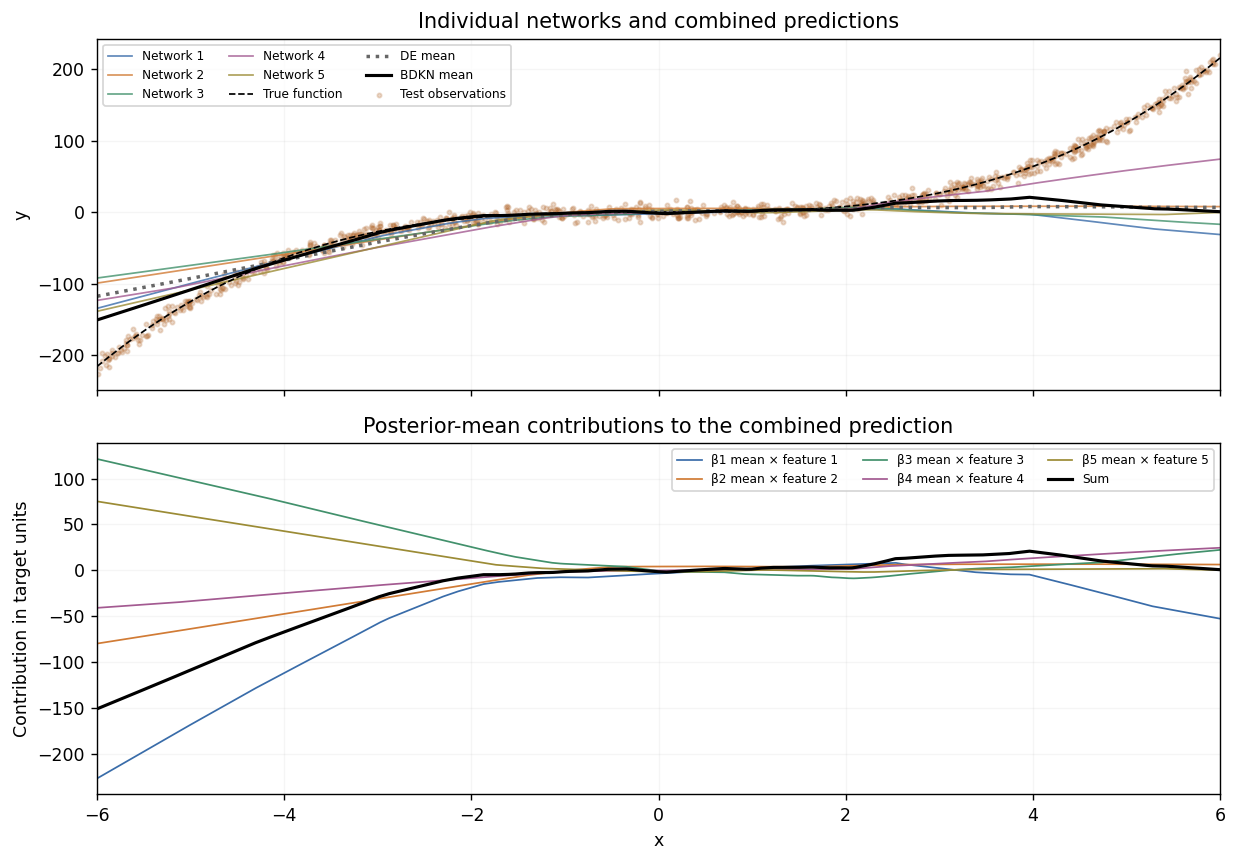 Individual networks and combined predictions
Network 1
Network 2
Network 3
Network 4
Network 5
True function
DE mean
BDKN mean
Test observations
200
100
0
−100
−200
y
Posterior-mean contributions to the combined prediction
β1 mean × feature 1
β2 mean × feature 2
β3 mean × feature 3
β4 mean × feature 4
β5 mean × feature 5
Sum
100
50
0
−50
−100
−150
−200
Contribution in target units
−6
−4
−2
0
2
4
6
x